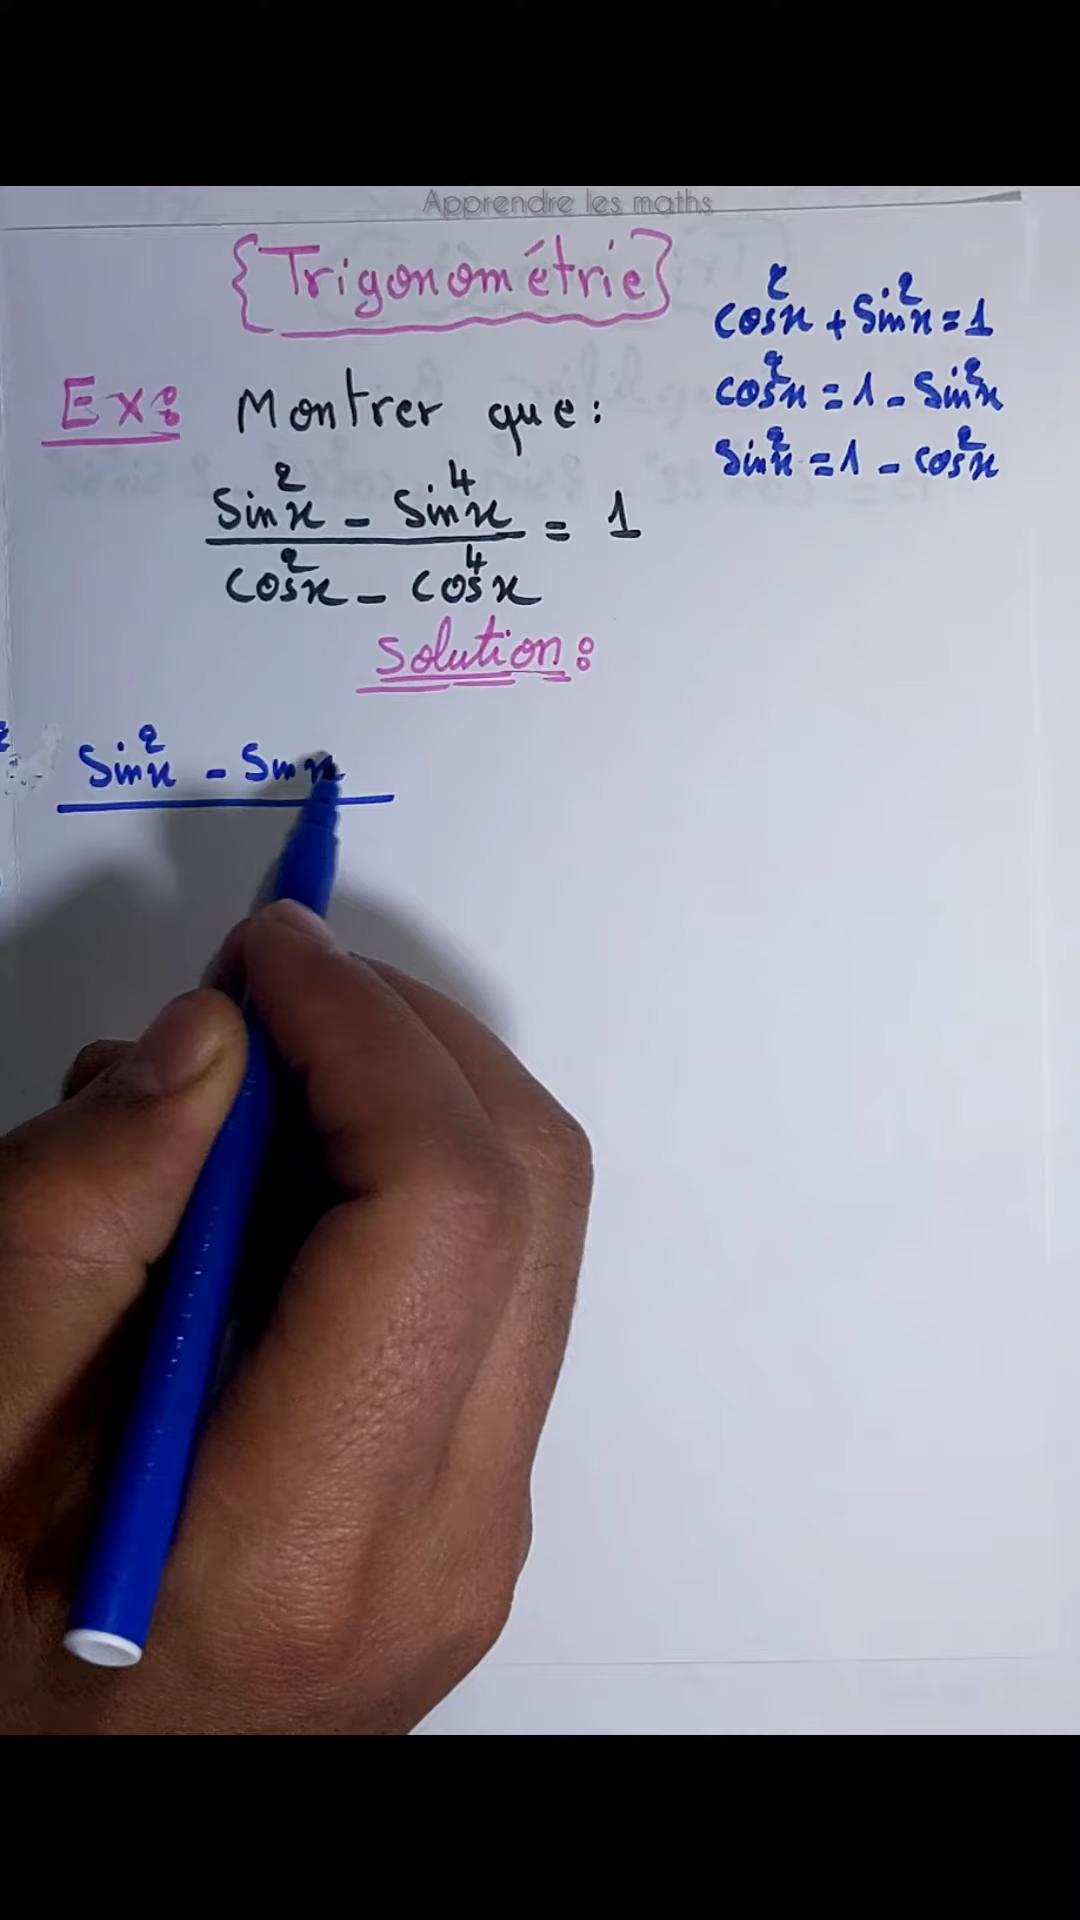 Apprendre les maths
{Trigonométrie}
cos²x + sin²x = 1
cos²x = 1 - sin²x
sin²x = 1 - cos²x
Ex: Montrer que:
sin²x - sin⁴x = 1
cos²x - cos⁴x
Solution:
sin²x - sin x